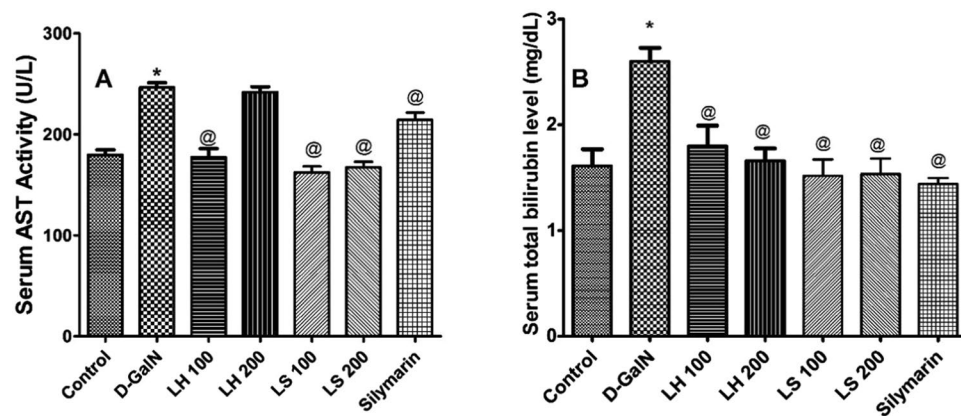 A
Serum AST Activity (U/L)
300
200
100
0
*
@
@
@
@
Control
D-GalN
LH 100
LH 200
LS 100
LS 200
Silymarin
B
Serum total bilirubin level (mg/dL)
3
2
1
0
*
@
@
@
@
@
Control
D-GalN
LH 100
LH 200
LS 100
LS 200
Silymarin